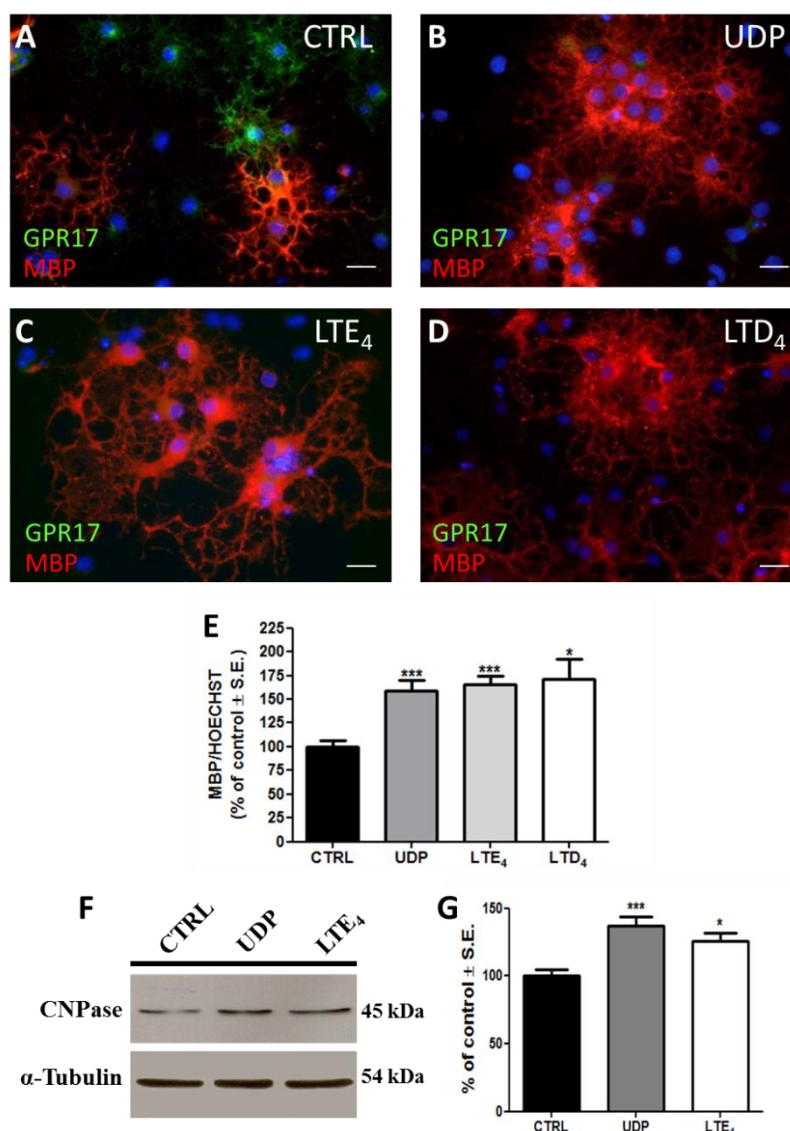 A CTRL
GPR17
MBP
B UDP
GPR17
MBP
C LTE₄
GPR17
MBP
D LTD₄
GPR17
MBP
E
MBP/HOECHST
(% of control ± S.E.)
225
200
175
150
125
100
75
50
25
0
CTRL UDP LTE₄ LTD₄
*** *** *
F
CTRL UDP LTE₄
CNPase 45 kDa
α-Tubulin 54 kDa
G
% of control ± S.E.
150
100
50
0
*** *
CTRL UDP LTE₄